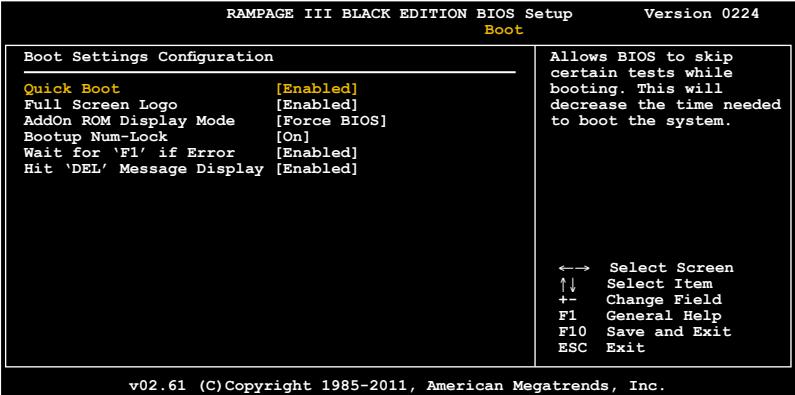 RAMPAGE III BLACK EDITION BIOS Setup Version 0224
Boot
Boot Settings Configuration
Quick Boot [Enabled]
Full Screen Logo [Enabled]
AddOn ROM Display Mode [Force BIOS]
Bootup Num-Lock [On]
Wait for ‘F1’ if Error [Enabled]
Hit ‘DEL’ Message Display [Enabled]
Allows BIOS to skip
certain tests while
booting. This will
decrease the time needed
to boot the system.
←→ Select Screen
↑↓ Select Item
+- Change Field
F1 General Help
F10 Save and Exit
ESC Exit
v02.61 (C)Copyright 1985-2011, American Megatrends, Inc.